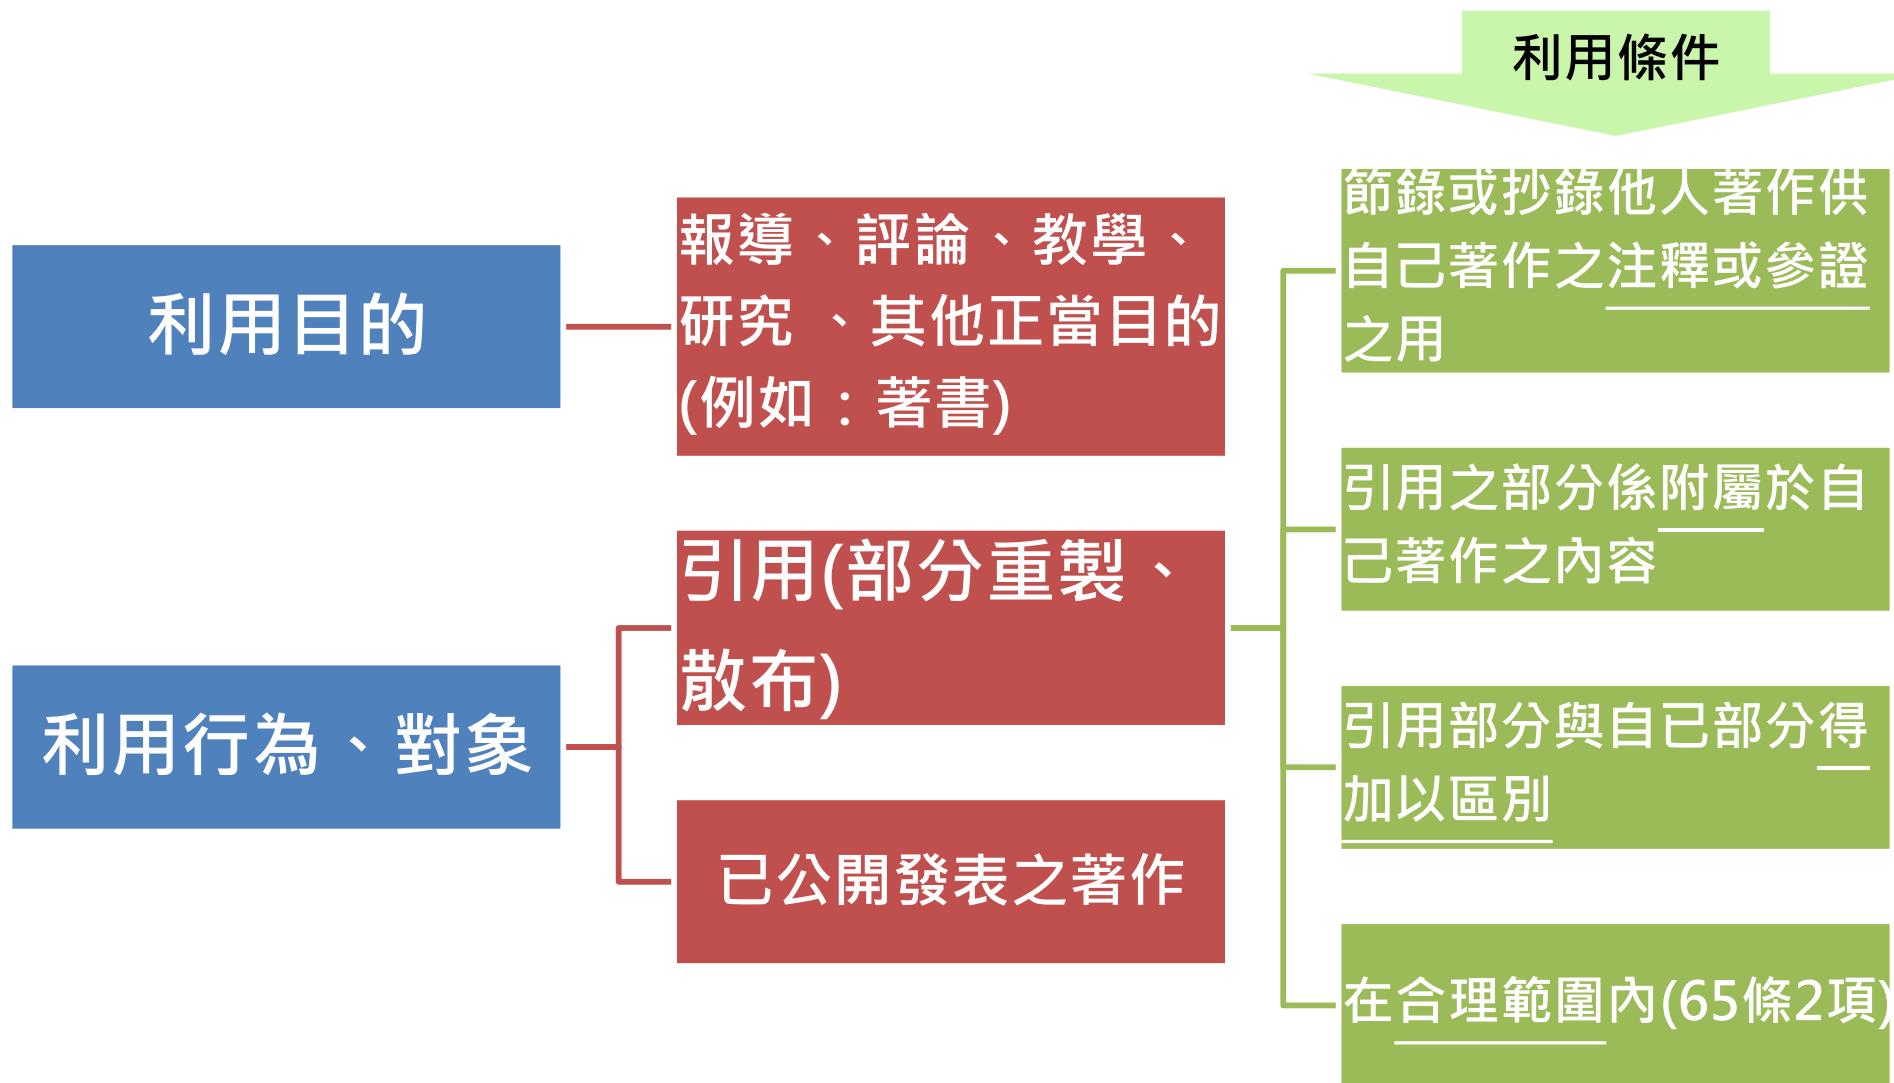 利用條件
利用目的
報導、評論、教學、
研究 、其他正當目的
(例如：著書)
節錄或抄錄他人著作供
自己著作之注釋或參證
之用
引用之部分係附屬於自
己著作之內容
利用行為、對象
引用(部分重製、
散布)
已公開發表之著作
引用部分與自已部分得
加以區別
在合理範圍內(65條2項)